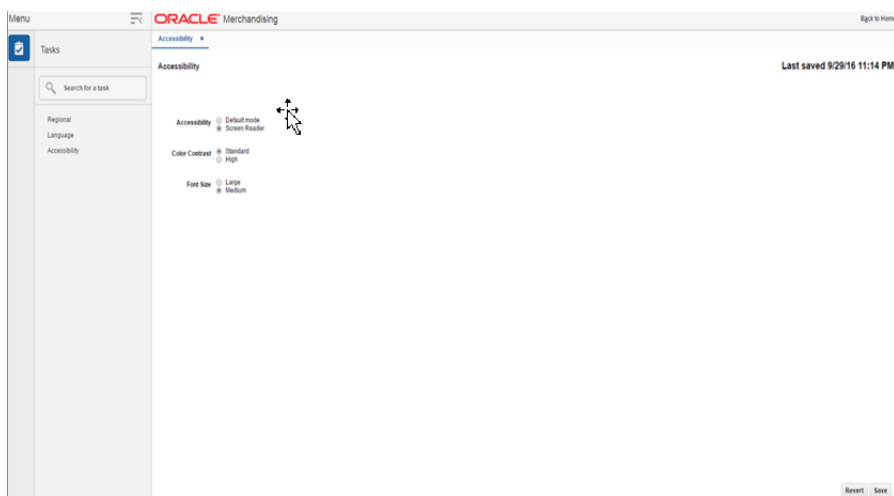 Menu
ORACLE® Merchandising
Back to Home
Tasks
Search for a task
Regional
Language
Accessibility
Accessibility ×
Accessibility
Last saved 9/29/16 11:14 PM
Accessibility
Default mode
Screen Reader
Color Contrast
Standard
High
Font Size
Large
Medium
Revert Save